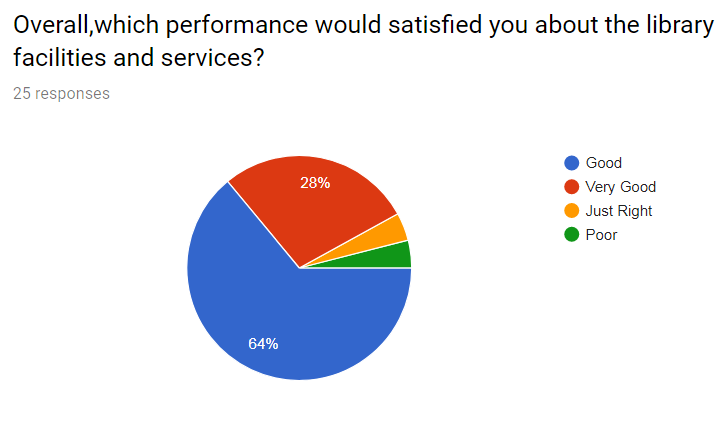 Overall,which performance would satisfied you about the library
facilities and services?
25 responses
28%
64%
Good
Very Good
Just Right
Poor